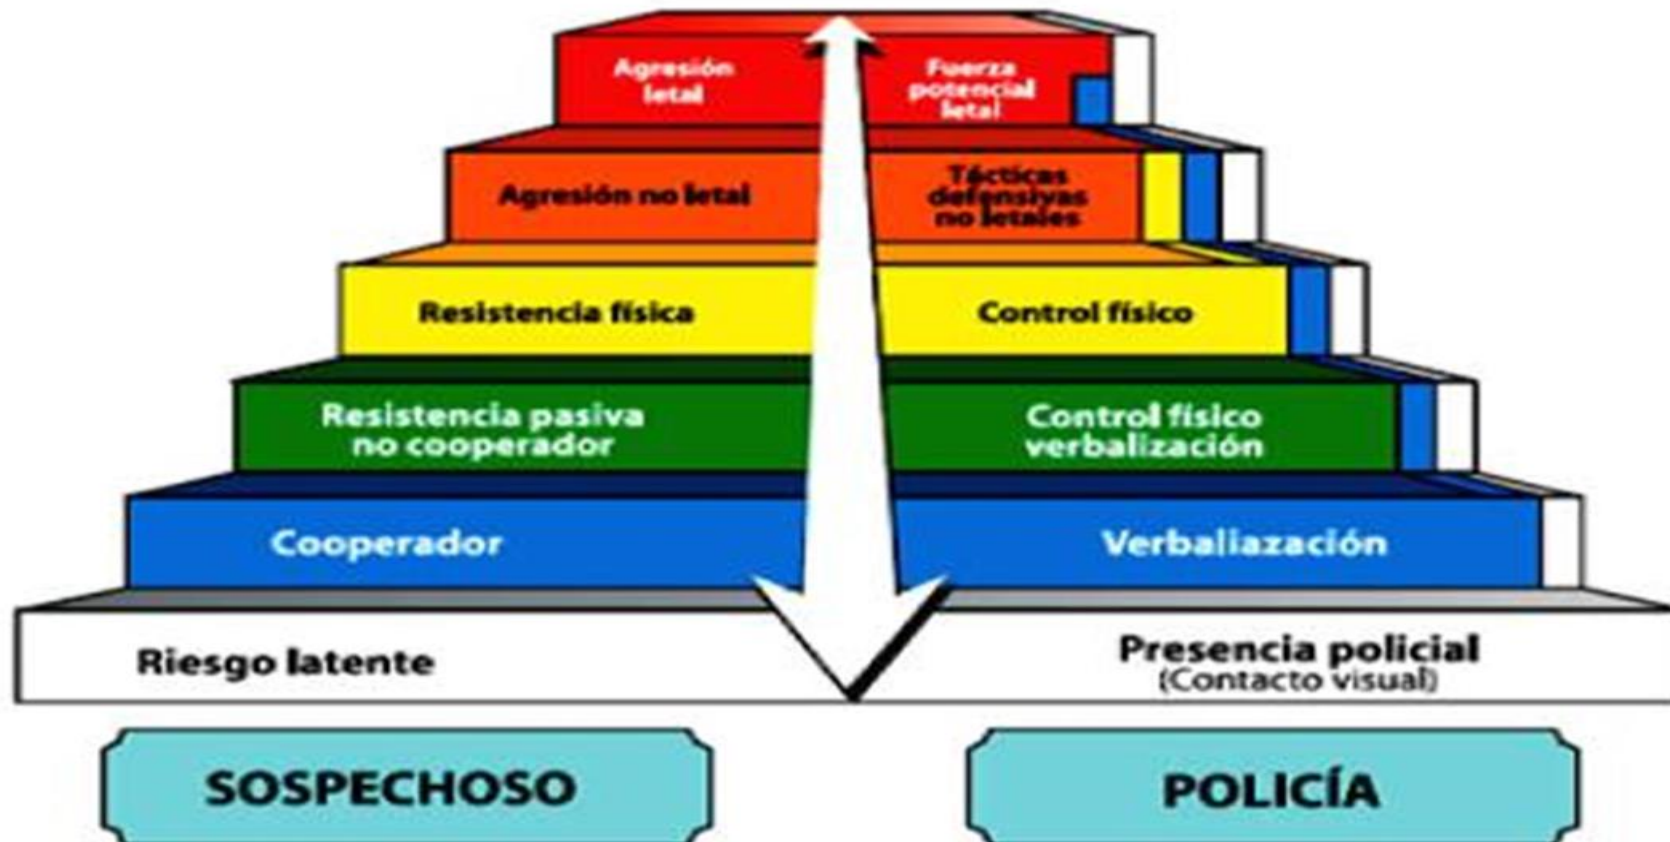 Agresión
letal
Fuerza
potencial
letal
Agresión no letal
Tácticas
defensivas
no letales
Resistencia física
Control físico
Resistencia pasiva
no cooperador
Control físico
verbalización
Cooperador
Verbaliazación
Riesgo latente
Presencia policial
(Contacto visual)
SOSPECHOSO
POLICÍA